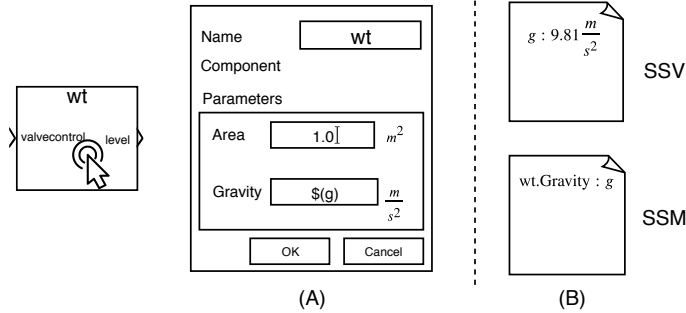 wt
valvecontrol
level
Name
wt
Component
Parameters
Area
1.0
m²
Gravity
$(g)
m
s²
OK
Cancel
(A)
g : 9.81 m/s²
SSV
wt.Gravity : g
SSM
(B)